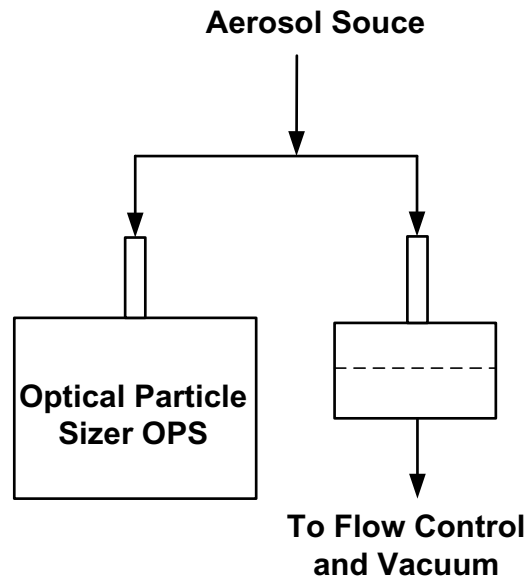 Aerosol Souce
Optical Particle
Sizer OPS
To Flow Control
and Vacuum